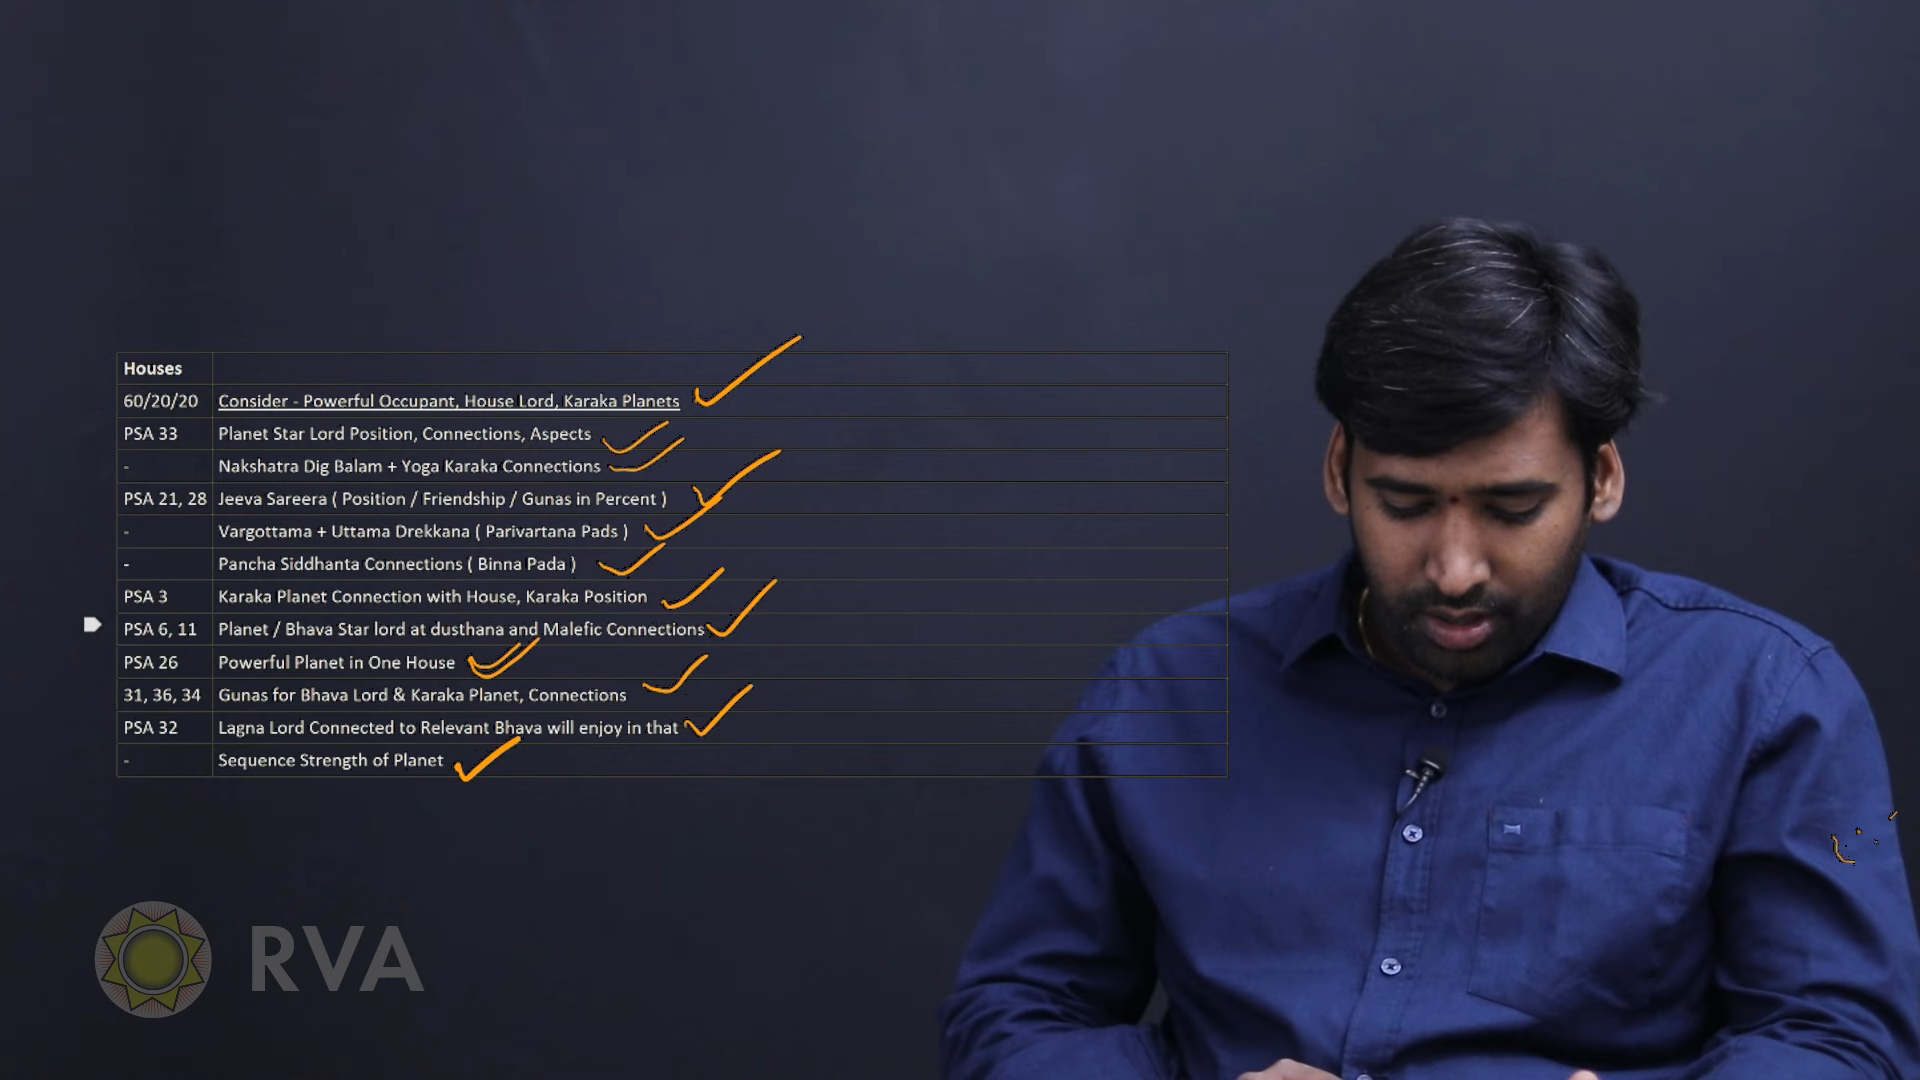 Houses
60/20/20 Consider - Powerful Occupant, House Lord, Karaka Planets
PSA 33 Planet Star Lord Position, Connections, Aspects
- Nakshatra Dig Balam + Yoga Karaka Connections
PSA 21, 28 Jeeva Sareera ( Position / Friendship / Gunas in Percent )
- Vargottama + Uttama Drekkana ( Parivartana Pads )
- Pancha Siddhanta Connections ( Binna Pada )
PSA 3 Karaka Planet Connection with House, Karaka Position
PSA 6, 11 Planet / Bhava Star lord at dusthana and Malefic Connections
PSA 26 Powerful Planet in One House
31, 36, 34 Gunas for Bhava Lord & Karaka Planet, Connections
PSA 32 Lagna Lord Connected to Relevant Bhava will enjoy in that
- Sequence Strength of Planet
RVA